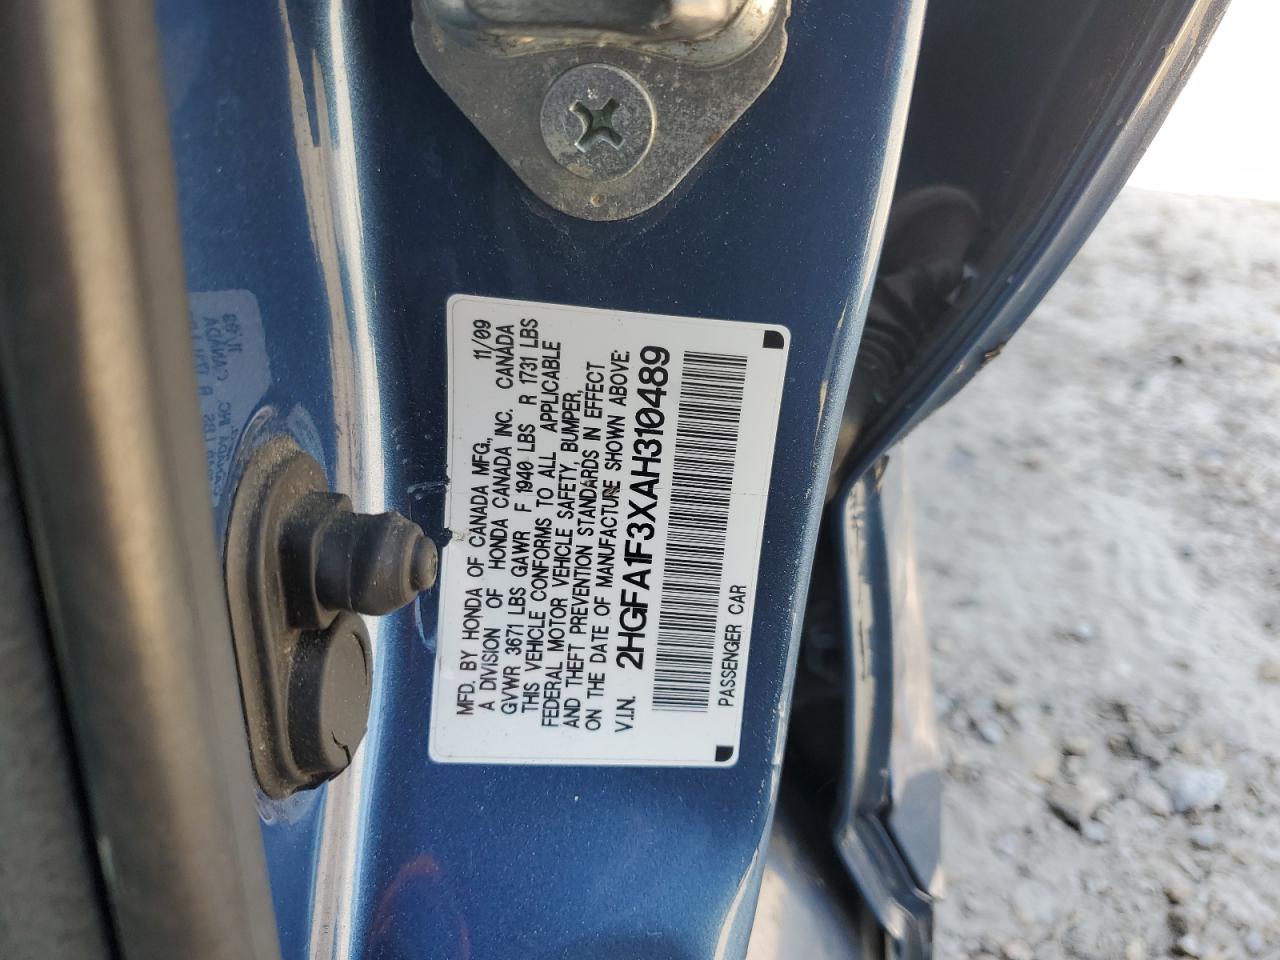 MFD. BY HONDA OF CANADA MFG., 11/09
A DIVISION OF HONDA CANADA INC. CANADA
GVWR 3671 LBS GAWR F 1940 LBS R 1731 LBS
THIS VEHICLE CONFORMS TO ALL APPLICABLE
FEDERAL MOTOR VEHICLE SAFETY, BUMPER,
AND THEFT PREVENTION STANDARDS IN EFFECT
ON THE DATE OF MANUFACTURE SHOWN ABOVE:
V.I.N. 2HGFA1F3XAH310489
PASSENGER CAR